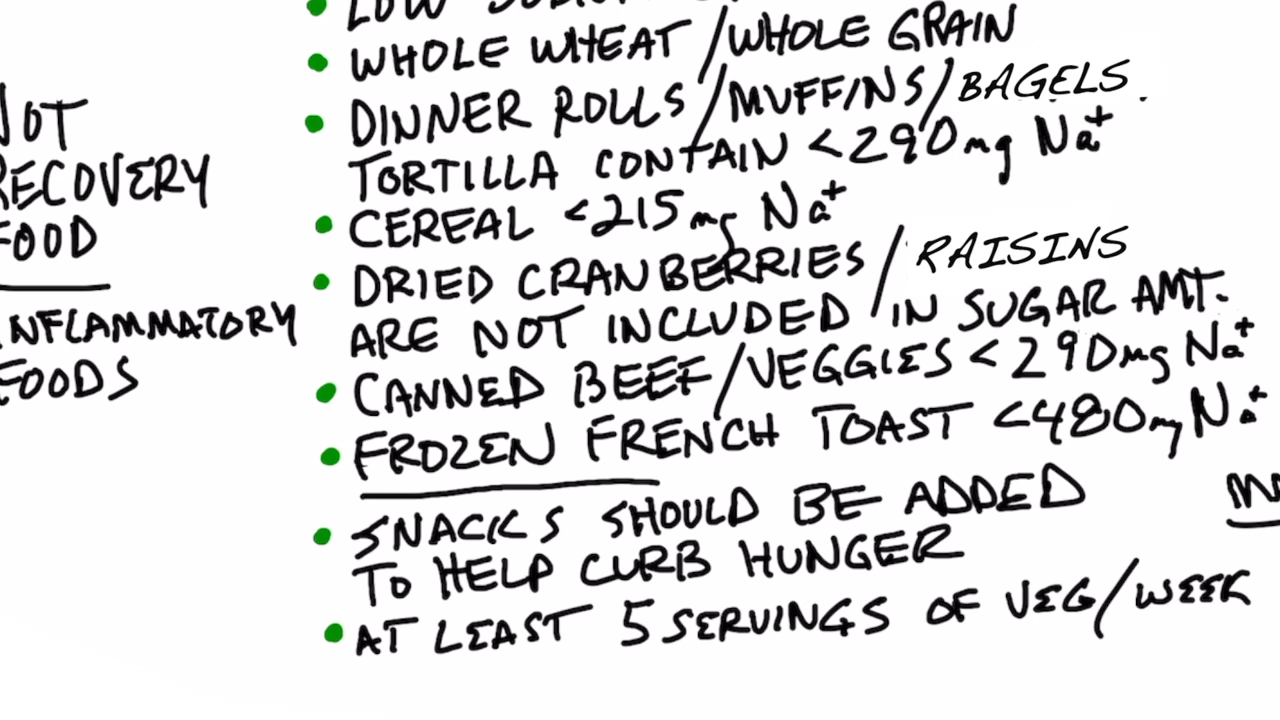 LOW
• WHOLE WHEAT / WHOLE GRAIN
• DINNER ROLLS / MUFFINS / BAGELS
TORTILLA CONTAIN <290mg Na+
• CEREAL <215mg Na+
• DRIED CRANBERRIES / RAISINS
ARE NOT INCLUDED IN SUGAR AMT.
• CANNED BEEF / VEGGIES <290mg Na+
• FROZEN FRENCH TOAST <480mg Na+
• SNACKS SHOULD BE ADDED
TO HELP CURB HUNGER
• AT LEAST 5 SERVINGS OF VEG / WEEK
NOT
RECOVERY
FOOD
INFLAMMATORY
FOODS